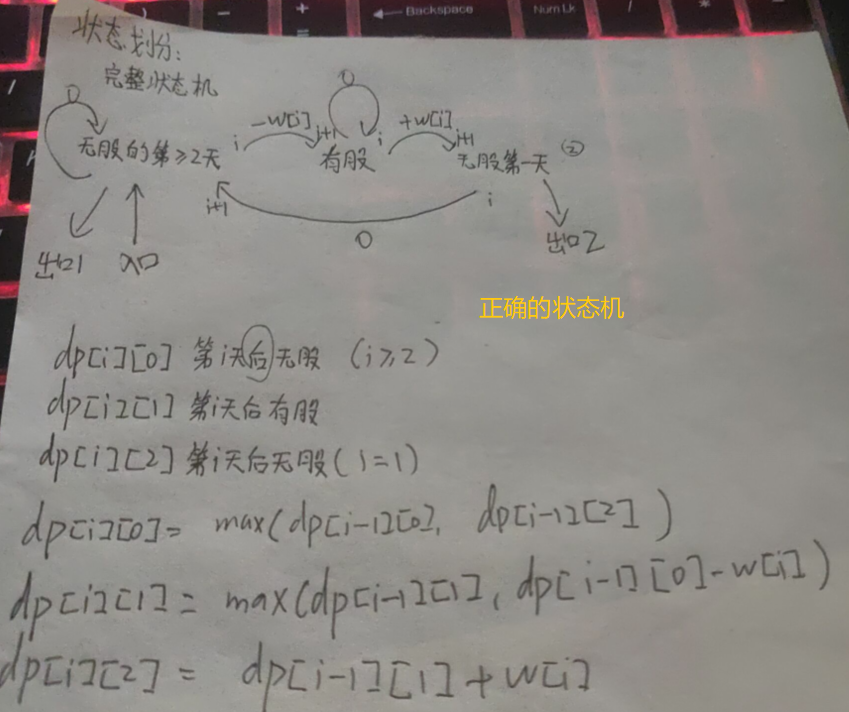 Backspace
Num Lk
状态划分:
完整状态机
0
0
i -w[i] i+1 i +w[i] i+1
无股的第≥2天 有股 无股第一天 ②
i+1 i
0
出口1 入口 出口2
正确的状态机
dp[i][0] 第i天后无股 (i≥2)
dp[i][1] 第i天后有股
dp[i][2] 第i天后无股(i=1)
dp[i][0]= max(dp[i-1][0], dp[i-1][2])
dp[i][1]= max(dp[i-1][1], dp[i-1][0]-w[i])
dp[i][2]= dp[i-1][1]+w[i]